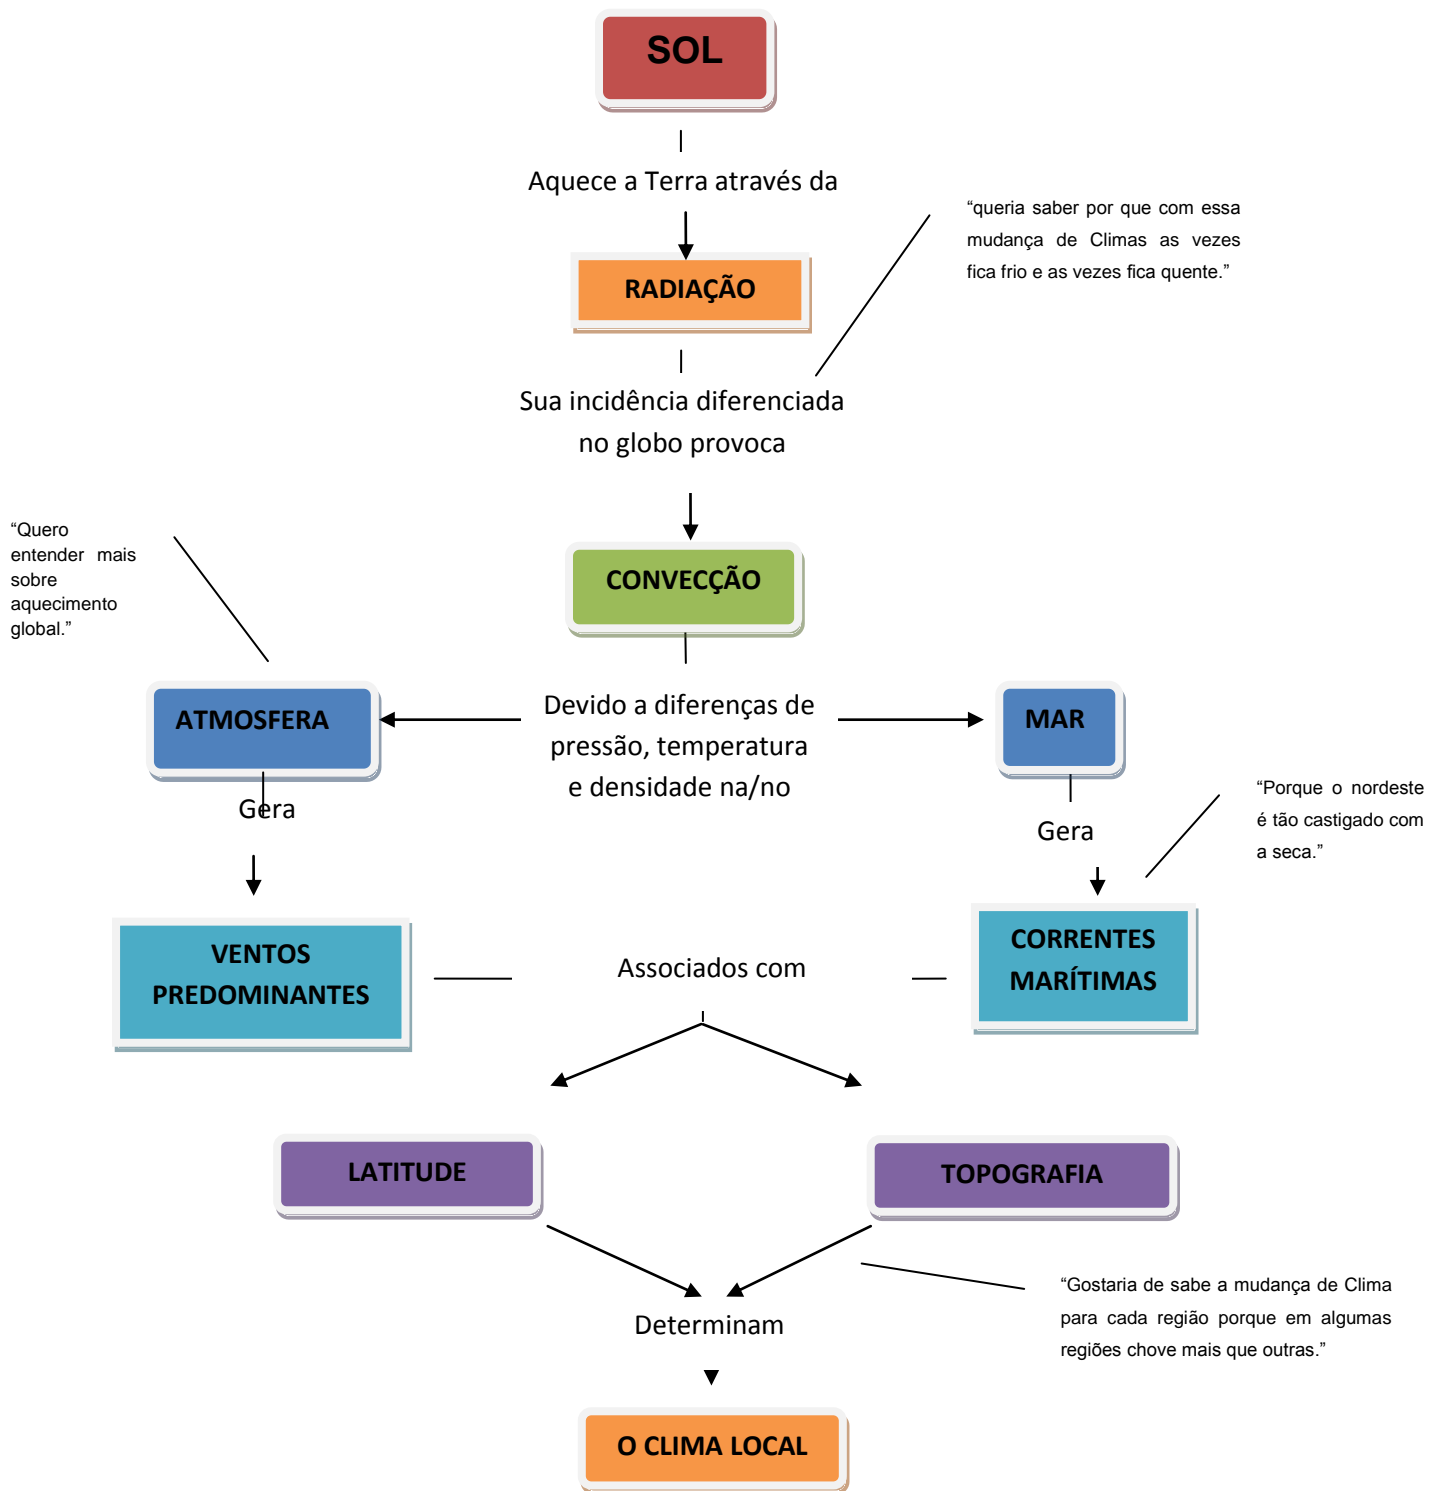 SOL
Aquece a Terra através da
“queria saber por que com essa
mudança de Climas as vezes
fica frio e as vezes fica quente.”
RADIAÇÃO
Sua incidência diferenciada
no globo provoca
“Quero
entender mais
sobre
aquecimento
global.”
CONVECÇÃO
ATMOSFERA
Devido a diferenças de
pressão, temperatura
e densidade na/no
MAR
Gera
Gera
“Porque o nordeste
é tão castigado com
a seca.”
VENTOS
PREDOMINANTES
Associados com
CORRENTES
MARÍTIMAS
LATITUDE
TOPOGRAFIA
Determinam
“Gostaria de sabe a mudança de Clima
para cada região porque em algumas
regiões chove mais que outras.”
O CLIMA LOCAL